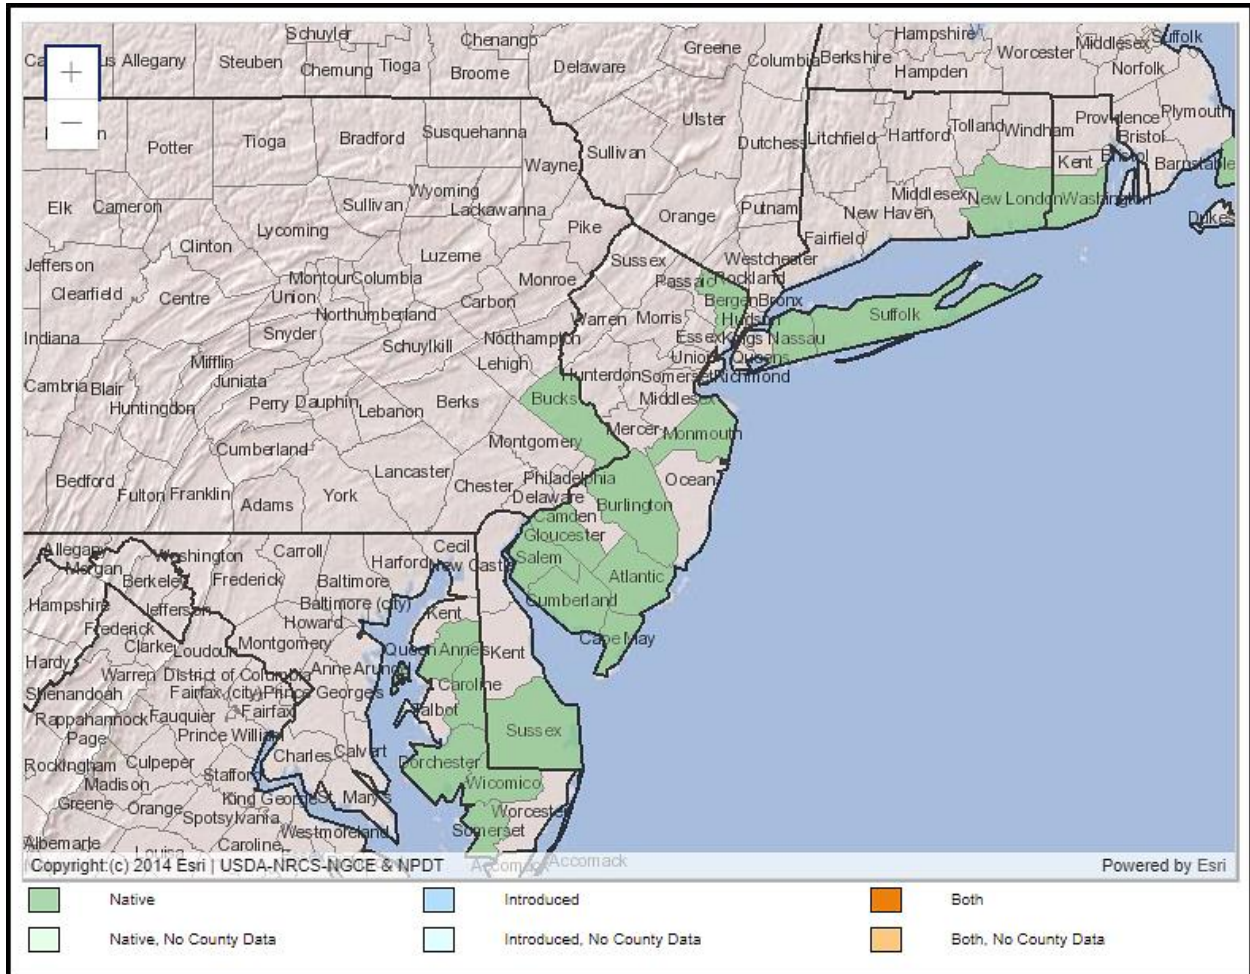 Schuyler
Chenango
Greene
Hampshire
Middlesex
Suffolk
Allegany
Steuben
Chemung
Tioga
Broome
Delaware
Columbia
Berkshire
Hampden
Worcester
Norfolk
+
−
Potter
Tioga
Bradford
Susquehanna
Wayne
Sullivan
Ulster
Dutchess
Litchfield
Hartford
Tolland
Windham
Providence
Plymouth
Bristol
Kent
Bristol
Barnstable
Elk
Cameron
Wyoming
Sullivan
Lackawanna
Lycoming
Pike
Orange
Putnam
Middlesex
New Haven
New London
Washington
Dukes
Clinton
Fairfield
Jefferson
Luzerne
Sussex
Westchester
Montour
Columbia
Monroe
Passaic
Rockland
Clearfield
Centre
Union
Carbon
Bergen
Bronx
Northumberland
Warren
Morris
Hudson
Suffolk
Indiana
Snyder
Schuylkill
Northampton
Essex
Kings
Nassau
Mifflin
Lehigh
Union
Queens
Juniata
Hunterdon
Somerset
Richmond
Cambria
Blair
Huntingdon
Perry
Dauphin
Lebanon
Berks
Bucks
Middlesex
Mercer
Monmouth
Cumberland
Montgomery
Bedford
Fulton
Franklin
Adams
York
Lancaster
Chester
Philadelphia
Delaware
Ocean
Burlington
Camden
Gloucester
Allegany
Washington
Carroll
Cecil
Harford
New Castle
Salem
Morgan
Berkeley
Frederick
Baltimore
Atlantic
Hampshire
Jefferson
Baltimore (city)
Kent
Cumberland
Frederick
Howard
Clarke
Loudoun
Montgomery
Queen Anne's
Kent
Cape May
Hardy
Warren
District of Columbia
Anne Arundel
Shenandoah
Fairfax (city)
Prince George's
Caroline
Rappahannock
Fauquier
Fairfax
Talbot
Page
Prince William
Sussex
Rockingham
Culpeper
Charles
Calvert
Dorchester
Madison
Stafford
Wicomico
Greene
Orange
King George
St. Mary's
Spotsylvania
Worcester
Albemarle
Louisa
Caroline
Westmoreland
Somerset
Accomack
Accomack
Copyright:(c) 2014 Esri | USDA-NRCS-NGCE & NPDT
Powered by Esri
Native
Introduced
Both
Native, No County Data
Introduced, No County Data
Both, No County Data